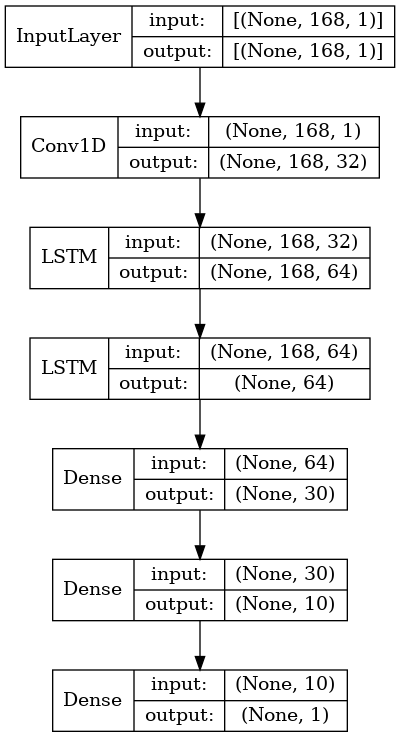 InputLayer
input:
[(None, 168, 1)]
output:
[(None, 168, 1)]
Conv1D
input:
(None, 168, 1)
output:
(None, 168, 32)
LSTM
input:
(None, 168, 32)
output:
(None, 168, 64)
LSTM
input:
(None, 168, 64)
output:
(None, 64)
Dense
input:
(None, 64)
output:
(None, 30)
Dense
input:
(None, 30)
output:
(None, 10)
Dense
input:
(None, 10)
output:
(None, 1)